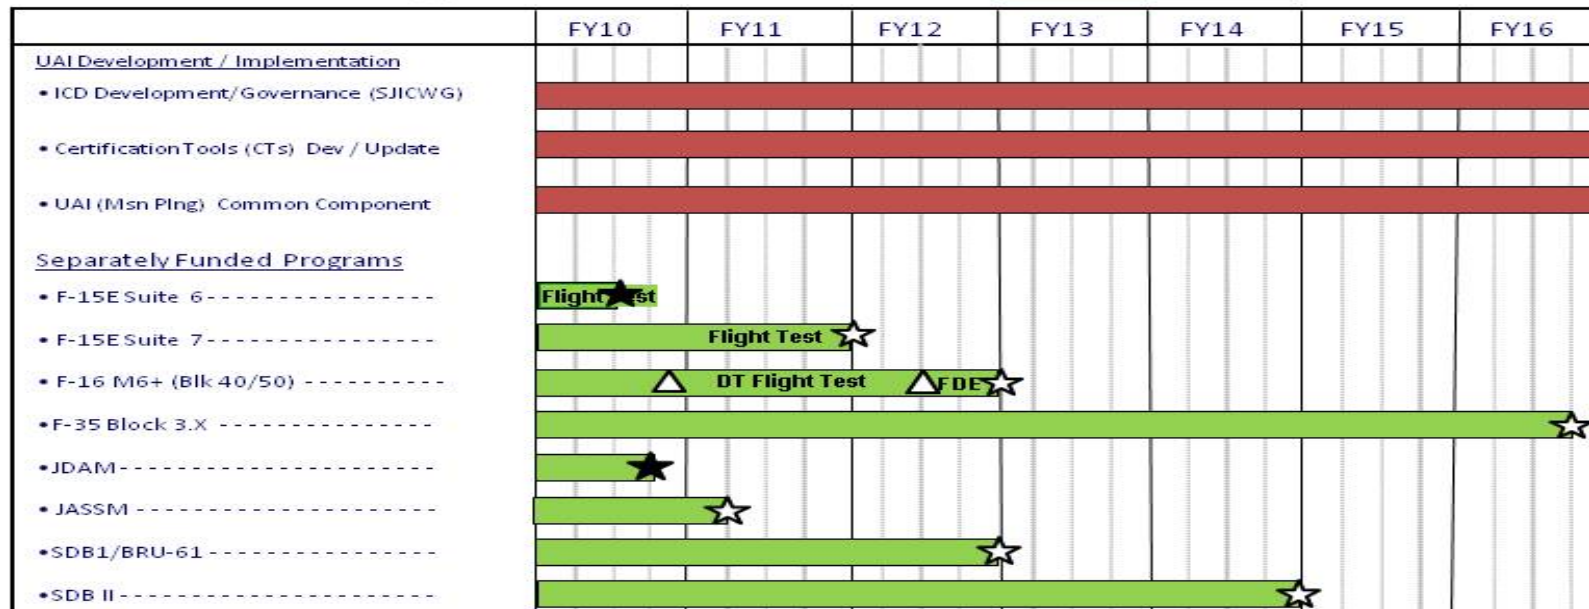 FY10 FY11 FY12 FY13 FY14 FY15 FY16
UAI Development / Implementation
• ICD Development/Governance (SJICWG)
• Certification Tools (CTs) Dev / Update
• UAI (Msn Plng) Common Component
Separately Funded Programs
• F-15E Suite 6---------------- Flight
• F-15E Suite 7---------------- Flight Test
• F-16 M6+ (Blk 40/50) ---------- DT Flight Test FDE
•F-35 Block 3.X ---------------
•JDAM----------------------
• JASSM ---------------------
•SDB1/BRU-61----------------
•SDB II----------------------